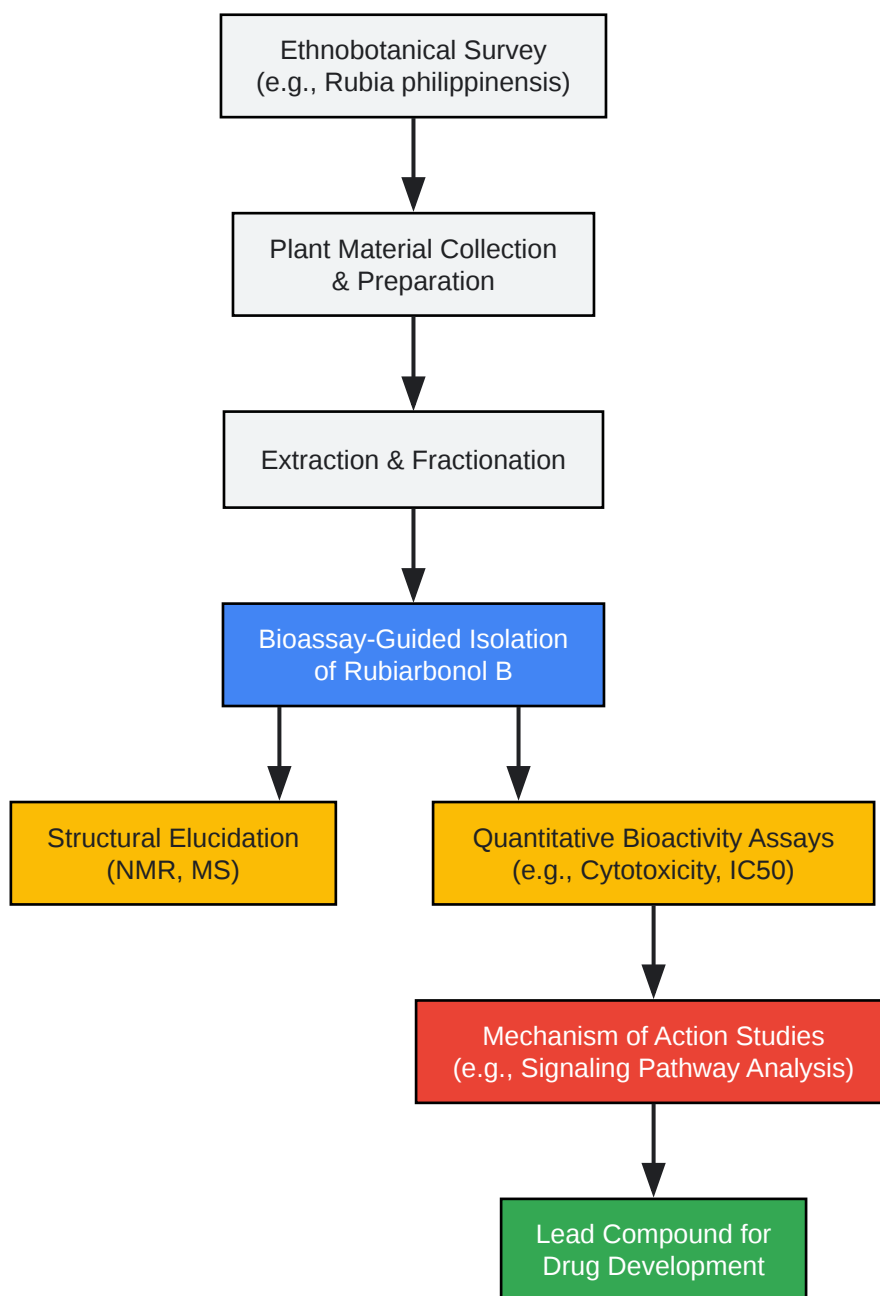 Ethnobotanical Survey
(e.g., Rubia philippinensis)
Plant Material Collection
& Preparation
Extraction & Fractionation
Bioassay-Guided Isolation
of Rubiarbonol B
Structural Elucidation
(NMR, MS)
Quantitative Bioactivity Assays
(e.g., Cytotoxicity, IC50)
Mechanism of Action Studies
(e.g., Signaling Pathway Analysis)
Lead Compound for
Drug Development